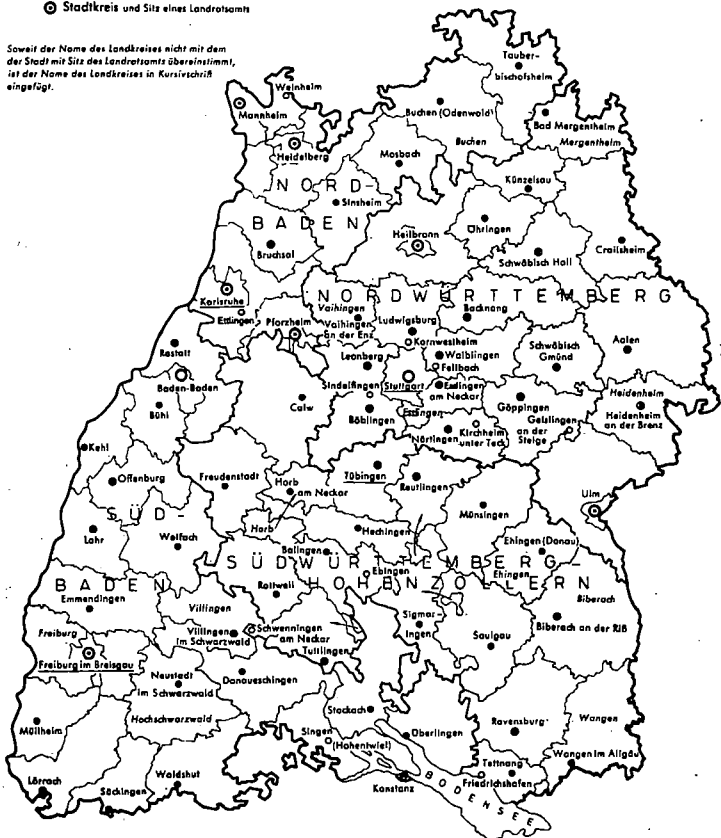 Stadtkreis und Sitz eines Landratsamts
Soweit der Name des Landkreises nicht mit dem
der Stadt mit Sitz des Landratsamts übereinstimmt,
ist der Name des Landkreises in Kursivschrift
eingefügt.
Tauber-
bischofsheim
Weinheim
Mannheim
Buchen (Odenwald)
Bad Mergentheim
Buchen
Mergentheim
Heidelberg
Mosbach
Künzelsau
NORD-
Sinsheim
BADEN
Öhringen
Heilbronn
Crailsheim
Bruchsal
Schwäbisch Hall
Karlsruhe
NORDWÜRTTEMBERG
Vaihingen
Backnang
Ettlingen
Pforzheim
Vaihingen
an der Enz
Ludwigsburg
Kornwestheim
Rastatt
Leonberg
Waiblingen
Schwäbisch
Gmünd
Aalen
Fellbach
Baden-Baden
Sindelfingen
Stuttgart
Esslingen
am Neckar
Heidenheim
Heidenheim
an der Brenz
Bühl
Calw
Böblingen
Esslingen
Göppingen
Geislingen
an der
Steige
Nürtingen
Kirchheim
unter Teck
Kehl
Offenburg
Freudenstadt
Horb
am Neckar
Tübingen
Reutlingen
Ulm
SÜD-
Münsingen
Lahr
Horb
Hechingen
Wolfach
Ehingen (Donau)
Balingen
SÜDWÜRTTEMBERG-
Ebingen
Ehingen
BADEN
HOHENZOLLERN
Rottweil
Emmendingen
Villingen
Biberach
Sigmar-
ingen
Biberach an der Riß
Freiburg
Villingen
im Schwarzwald
Schwenningen
am Neckar
Saulgau
Freiburg im Breisgau
Tuttlingen
Neustadt
im Schwarzwald
Donaueschingen
Hochschwarzwald
Stockach
Müllheim
Überlingen
Ravensburg
Wangen
Singen
(Hohentwiel)
Wangen im Allgäu
Tettnang
Lörrach
Waldshut
Friedrichshafen
Säckingen
Konstanz
BODENSEE